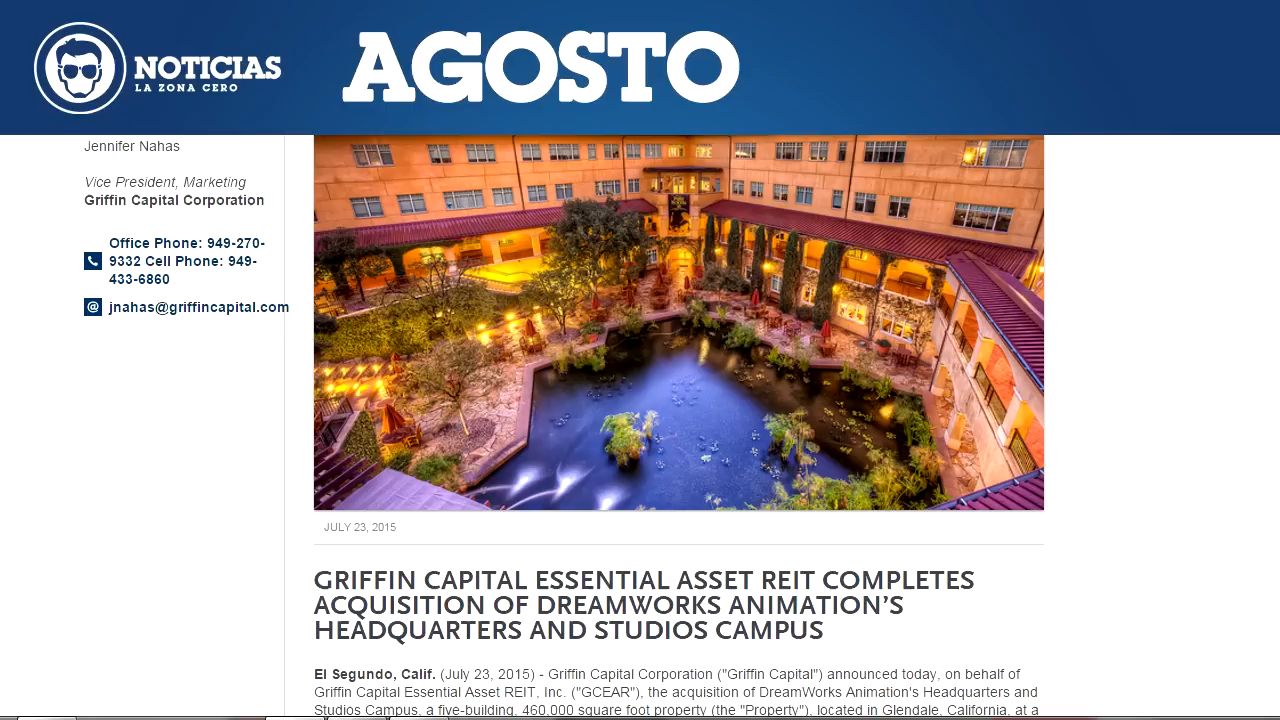 NOTICIAS
LA ZONA CERO
AGOSTO
Jennifer Nahas
Vice President, Marketing
Griffin Capital Corporation
Office Phone: 949-270-
9332 Cell Phone: 949-
433-6860
jnahas@griffincapital.com
JULY 23, 2015
GRIFFIN CAPITAL ESSENTIAL ASSET REIT COMPLETES
ACQUISITION OF DREAMWORKS ANIMATION’S
HEADQUARTERS AND STUDIOS CAMPUS
El Segundo, Calif. (July 23, 2015) - Griffin Capital Corporation ("Griffin Capital") announced today, on behalf of
Griffin Capital Essential Asset REIT, Inc. ("GCEAR"), the acquisition of DreamWorks Animation's Headquarters and
Studios Campus, a five-building, 460,000 square foot property (the "Property"), located in Glendale, California, at a